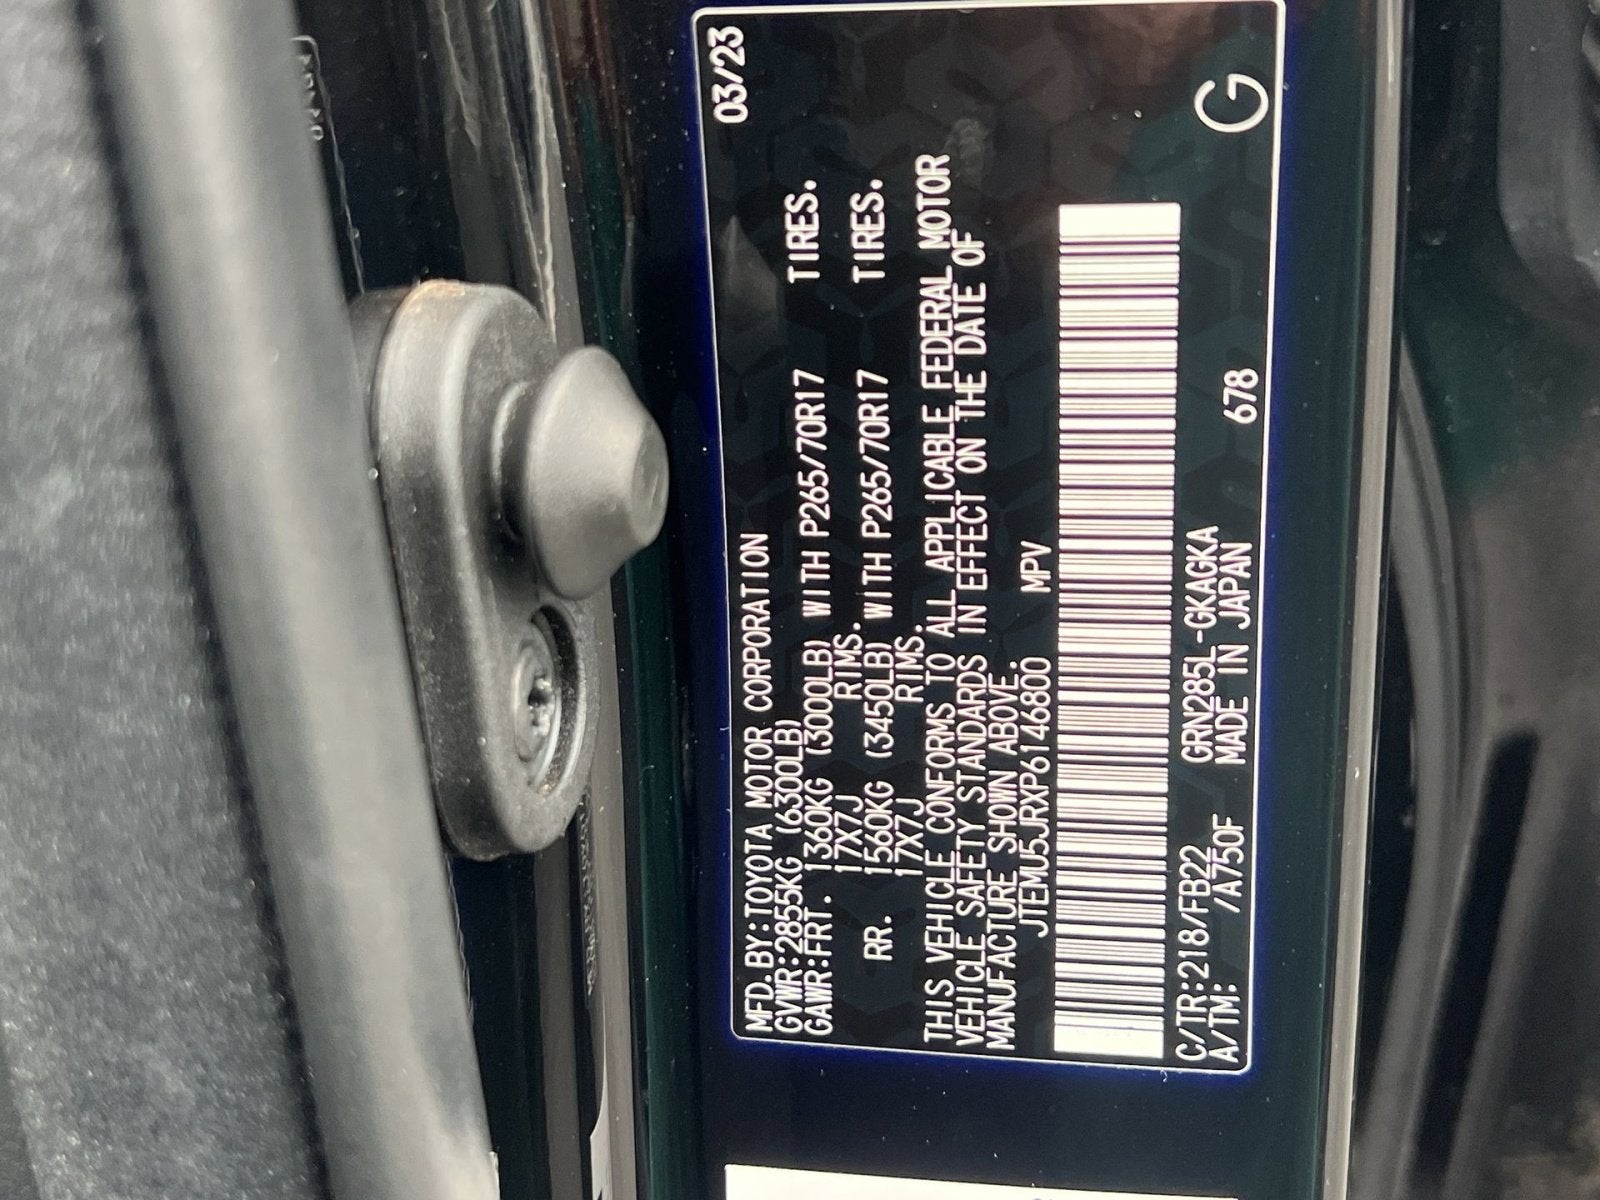 MFD.BY:TOYOTA MOTOR CORPORATION 03/23
GVWR:2855KG (6300LB)
GAWR:FRT. 1360KG (3000LB) WITH P265/70R17 TIRES.
17X7J RIMS.
RR. 1560KG (3450LB) WITH P265/70R17 TIRES.
17X7J RIMS.
THIS VEHICLE CONFORMS TO ALL APPLICABLE FEDERAL MOTOR
VEHICLE SAFETY STANDARDS IN EFFECT ON THE DATE OF
MANUFACTURE SHOWN ABOVE.
JTEMU5JRXP6146800 MPV
C/TR:218/FB22 GRN285L-GKAGKA
A/TM: /A750F MADE IN JAPAN 678 G